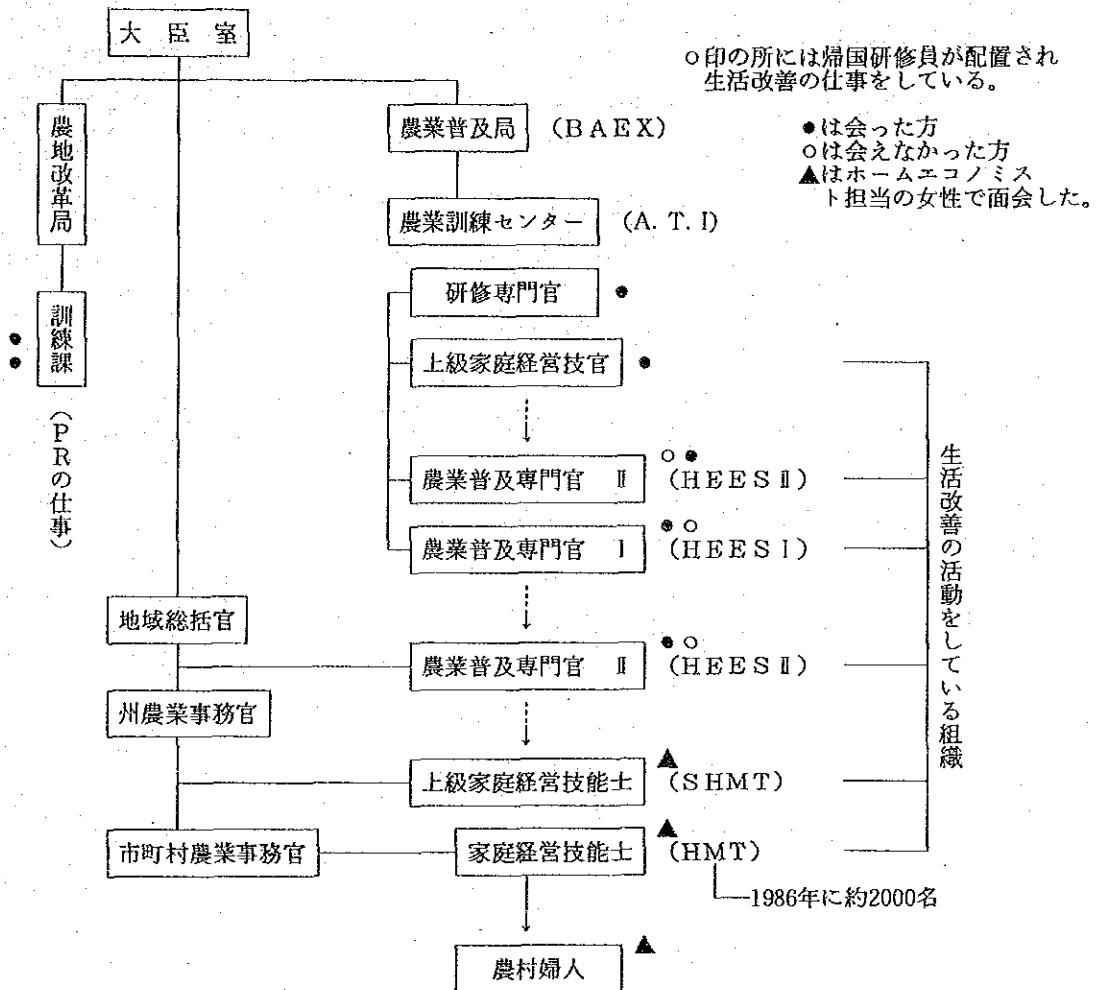 大臣室
○印の所には帰国研修員が配置され
生活改善の仕事をしている。
●は会った方
○は会えなかった方
▲はホームエコノミス
ト担当の女性で面会した。
農地改革局
農業普及局 (BAEX)
農業訓練センター (A.T.I)
訓練課
●
●
(PRの仕事)
研修専門官 ●
上級家庭経営技官 ●
○●
農業普及専門官 Ⅱ (HEESⅡ)
●○
農業普及専門官 Ⅰ (HEESⅠ)
生活改善の活動をしている組織
地域総括官
●○
農業普及専門官 Ⅱ (HEESⅡ)
州農業事務官
▲
上級家庭経営技能士 (SHMT)
▲
市町村農業事務官 家庭経営技能士 (HMT)
1986年に約2000名
農村婦人 ▲